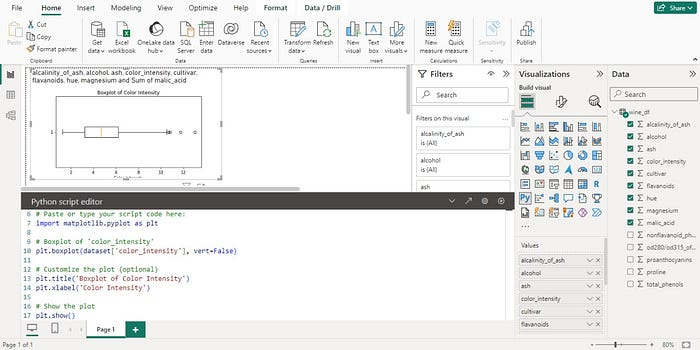 File Home Insert Modeling View Optimize Help Format Data / Drill Share
Paste
Cut
Copy
Format painter
Get data
Excel workbook
OneLake data hub
SQL Server
Enter data
Dataverse
Recent sources
Transform data
Refresh
New visual
Text box
More visuals
New measure
Quick measure
Sensitivity
Publish
Clipboard Data Queries Insert Calculations Sensitivity Share
alcalinity_of_ash, alcohol, ash, color_intensity, cultivar,
flavanoids, hue, magnesium and Sum of malic_acid
Boxplot of Color Intensity
1
2 4 6 8 10 12
Filters
Search
Filters on this visual
alcalinity_of_ash
is (All)
alcohol
is (All)
ash
Visualizations
Build visual
R
Py
Values
alcalinity_of_ash
alcohol
ash
color_intensity
cultivar
flavanoids
Data
Search
wine_df
alcalinity_of_ash
alcohol
ash
color_intensity
cultivar
flavanoids
hue
magnesium
malic_acid
nonflavanoid_ph...
od280/od315_of...
proanthocyanins
proline
total_phenols
Python script editor
6 # Paste or type your script code here:
7 import matplotlib.pyplot as plt
8
9 # Boxplot of 'color_intensity'
10 plt.boxplot(dataset['color_intensity'], vert=False)
11
12 # Customize the plot (optional)
13 plt.title('Boxplot of Color Intensity')
14 plt.xlabel('Color Intensity')
15
16 # Show the plot
17 plt.show()
Page 1
Page 1 of 1
80%